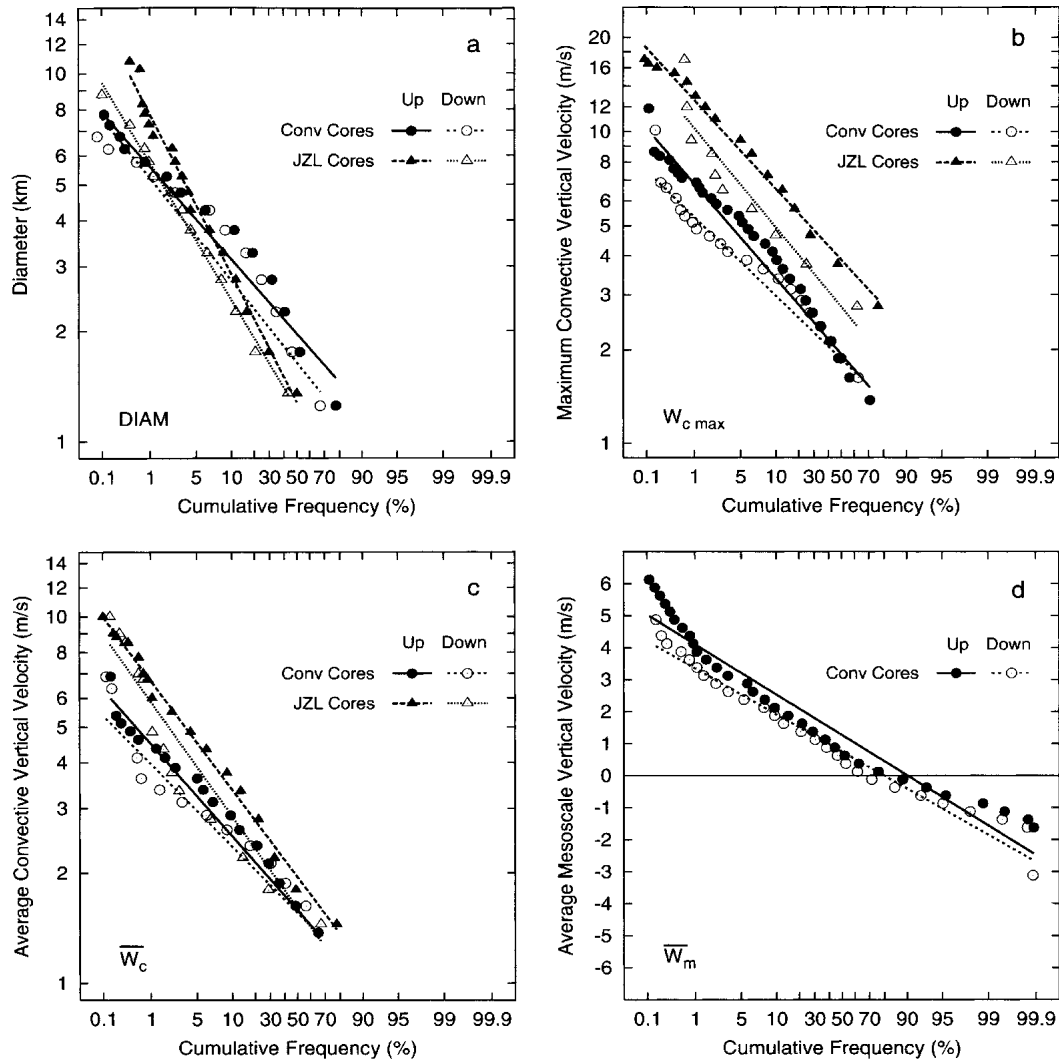 a
Diameter (km)
14
12
10
8
6
5
4
3
2
1
Up Down
Conv Cores
JZL Cores
DIAM
0.1 1 5 10 30 50 70 90 95 99 99.9
Cumulative Frequency (%)
b
Maximum Convective Vertical Velocity (m/s)
20
16
12
10
8
6
5
4
3
2
1
Up Down
Conv Cores
JZL Cores
W c max
0.1 1 5 10 30 50 70 90 95 99 99.9
Cumulative Frequency (%)
c
Average Convective Vertical Velocity (m/s)
14
12
10
8
7
6
5
4
3
2
1
Up Down
Conv Cores
JZL Cores
W̅c
0.1 1 5 10 30 50 70 90 95 99 99.9
Cumulative Frequency (%)
d
Average Mesoscale Vertical Velocity (m/s)
6
5
4
3
2
1
0
-1
-2
-3
-4
-5
-6
Up Down
Conv Cores
W̅m
0.1 1 5 10 30 50 70 90 95 99 99.9
Cumulative Frequency (%)